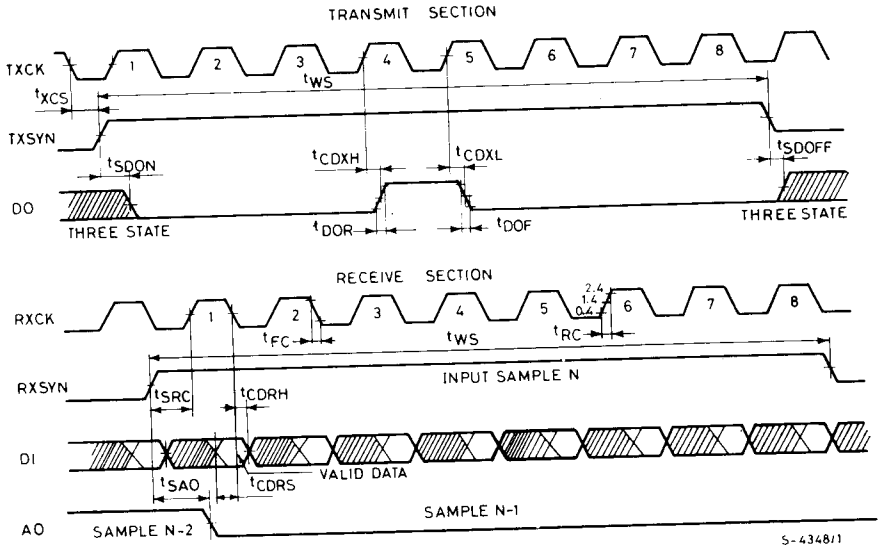 TRANSMIT SECTION
TXCK 1 2 3 4 5 6 7 8
tXCS
tWS
TXSYN
tSDON tCDXH tCDXL tSDOFF
DO
THREE STATE tDOR tDOF THREE STATE
RECEIVE SECTION
RXCK 1 2 3 4 5 6 7 8
2.4
1.4
0.4
tFC tWS tRC
RXSYN INPUT SAMPLE N
tSRC tCDRH
DI
VALID DATA
tSAO tCDRS
AO SAMPLE N-2 SAMPLE N-1
S-4348/1